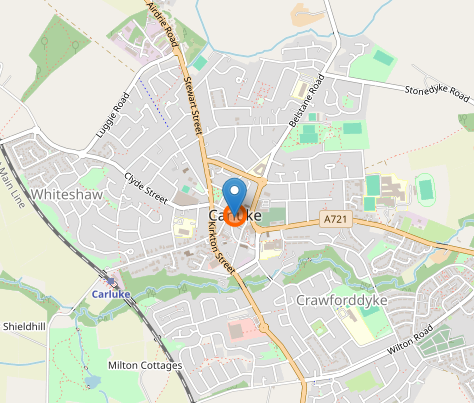 Airdrie Road
Stewart Street
Belstane Road
Stonedyke Road
Luggie Road
Main Line
Whiteshaw
Clyde Street
Carluke
A721
Kirkton Street
Carluke
Crawforddyke
Shieldhill
Milton Cottages
Wilton Road